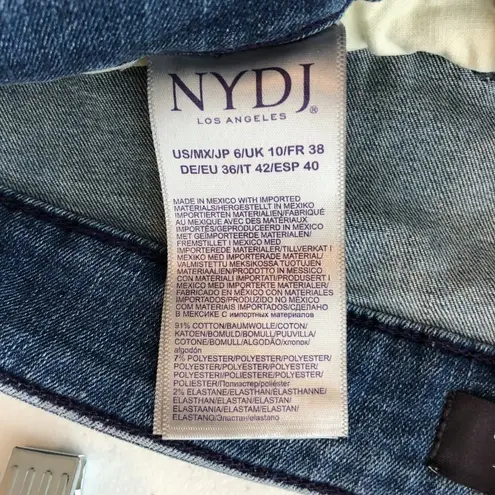 NYDJ®
LOS ANGELES
US/MX/JP 6/UK 10/FR 38
DE/EU 36/IT 42/ESP 40
MADE IN MEXICO WITH IMPORTED
MATERIALS/HERGESTELLT IN MEXIKO
IMPORTIERTEN MATERIALIEN/FABRIQUÉ
AU MEXIQUE AVEC DES MATÉRIAUX
IMPORTÉS/GEPRODUCEERD IN MEXICO
MET GEÏMPORTEERDE MATERIALEN/
FREMSTILLET I MEXICO MED
IMPORTEREDE MATERIALER/TILLVERKAT I
MEXIKO MED IMPORTERADE MATERIAL/
VALMISTETTU MEKSIKOSSA TUOTUJEN
MATERIAALIEN/PRODOTTO IN MESSICO
CON MATERIALI IMPORTATI/PRODUSERT I
MEXICO MED IMPORTERTE MATERIALER/
FABRICADO EN MÉXICO CON MATERIALES
IMPORTADOS/PRODUZIDO NO MÉXICO
COM MATERIAIS IMPORTADOS/СДЕЛАНО
В МЕКСИКЕ С импортных материалов
91% COTTON/BAUMWOLLE/COTON/
KATOEN/BOMULD/BOMULL/PUUVILLA/
COTONE/BOMULL/ALGODÃO/хлопок/
algodón
7% POLYESTER/POLYESTER/POLYESTER/
POLYESTER/POLYESTER/POLYESTER/
POLYESTERI/POLIESTERE/POLYESTER/
POLIESTER/Полиэстер/poliéster
2% ELASTANE/ELASTHAN/ELASTHANNE/
ELASTHAN/ELASTAN/ELASTAN/
ELASTAANIA/ELASTAM/ELASTAN/
ELASTANO/Эластан/elastano